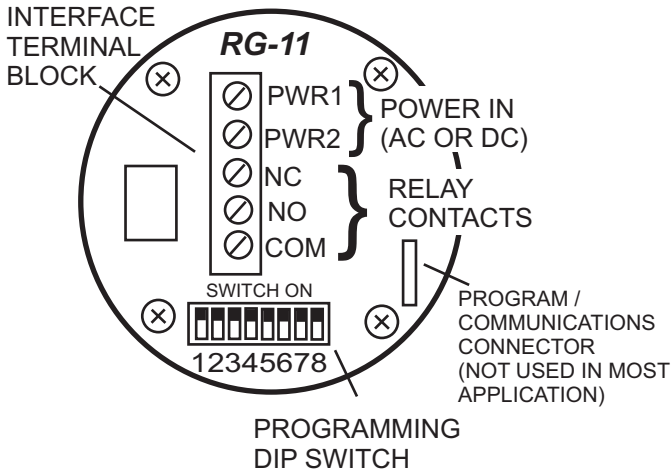 INTERFACE
TERMINAL
BLOCK
RG-11
PWR1
PWR2
NC
NO
COM
POWER IN
(AC OR DC)
RELAY
CONTACTS
SWITCH ON
12345678
PROGRAM /
COMMUNICATIONS
CONNECTOR
(NOT USED IN MOST
APPLICATION)
PROGRAMMING
DIP SWITCH